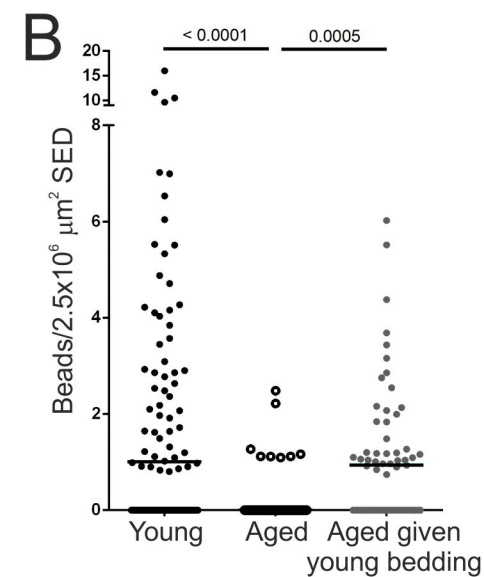 B
< 0.0001
0.0005
20
15
10
8
6
4
2
0
Beads/2.5x10⁶ µm² SED
Young
Aged
Aged given
young bedding